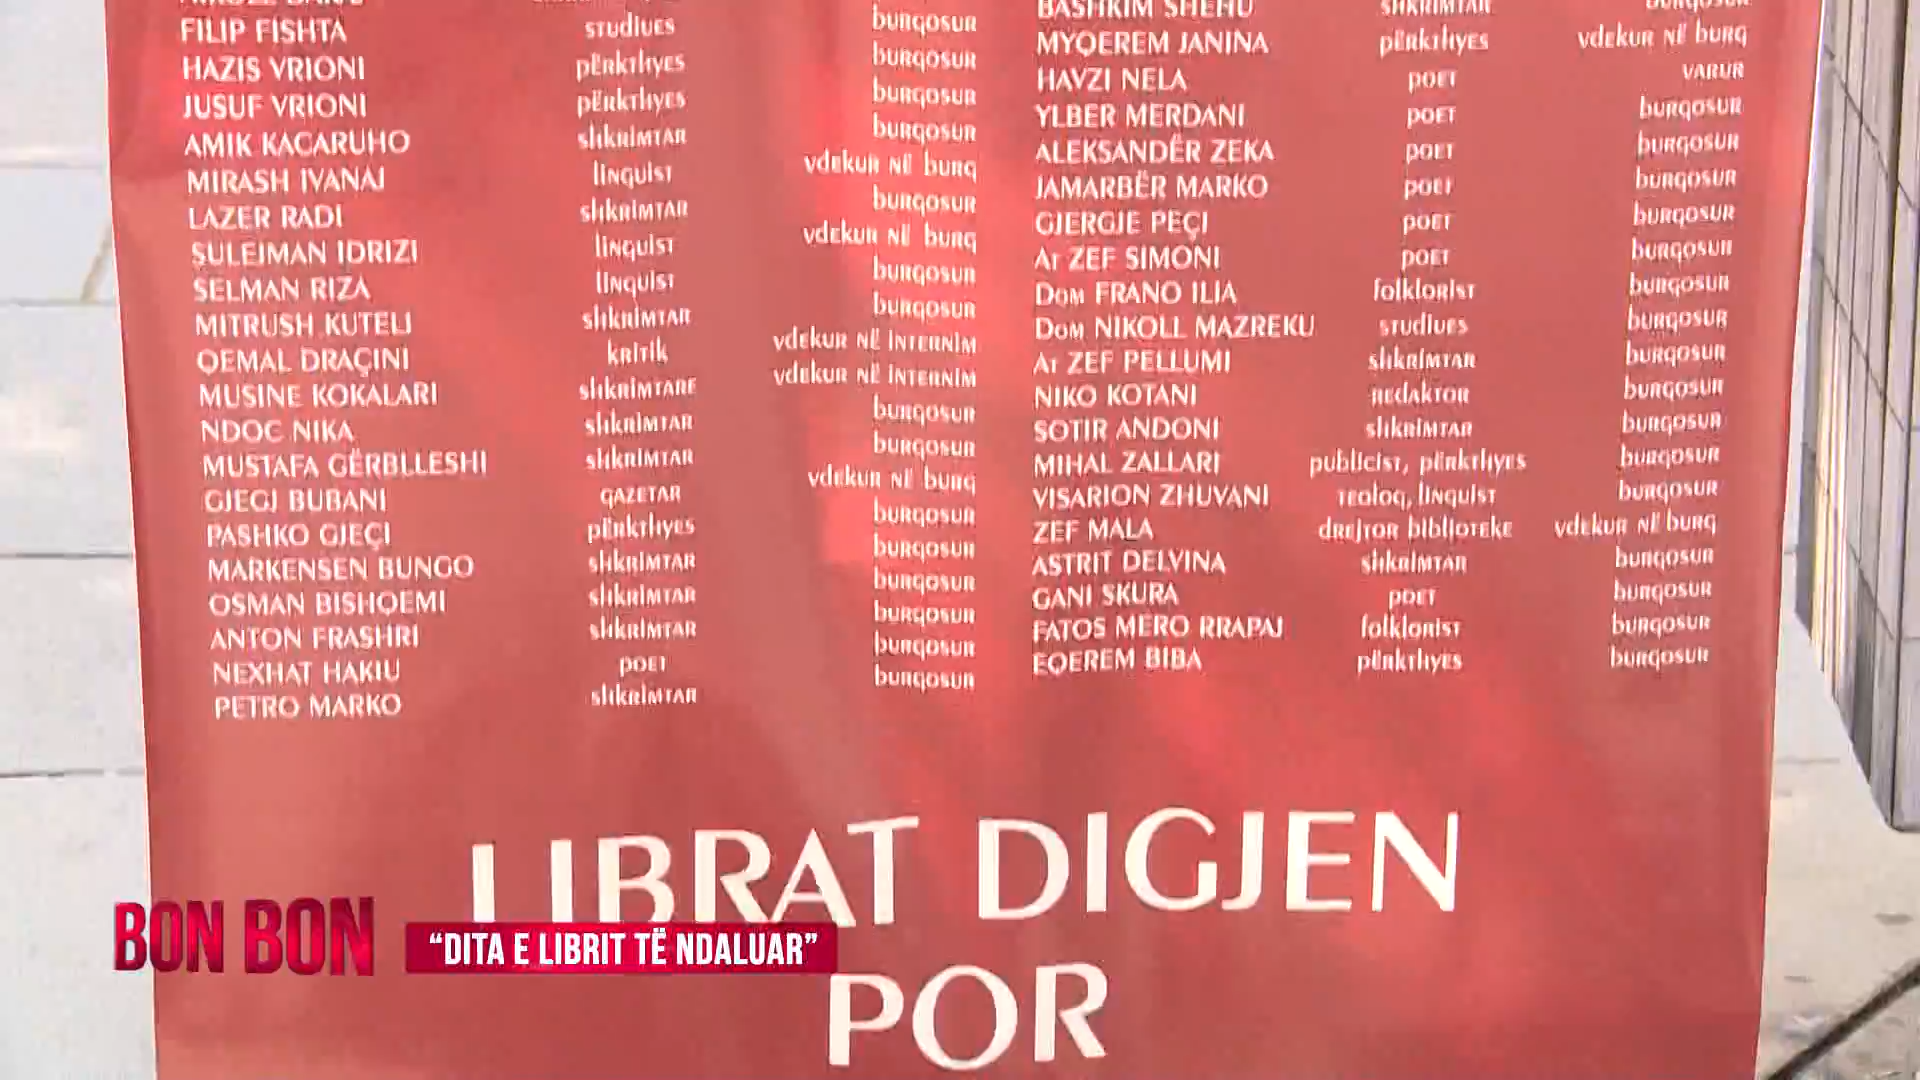 FILIP FISHTA studiues burgosur
HAZIS VRIONI përkthyes burgosur
JUSUF VRIONI përkthyes burgosur
AMIK KACARUHO shkrimtar burgosur
MIRASH IVANAJ linguist vdekur në burg
LAZER RADI shkrimtar burgosur
SULEJMAN IDRIZI linguist vdekur në burg
SELMAN RIZA linguist burgosur
MITRUSH KUTELI shkrimtar burgosur
QEMAL DRAÇINI kritik vdekur në internim
MUSINE KOKALARI shkrimtare vdekur në internim
NDOC NIKA shkrimtar burgosur
MUSTAFA GËRBLLESHI shkrimtar burgosur
GJEGJ BUBANI gazetar vdekur në burg
PASHKO GJEÇI përkthyes burgosur
MARKENSEN BUNGO shkrimtar burgosur
OSMAN BISHQEMI shkrimtar burgosur
ANTON FRASHRI shkrimtar burgosur
NEXHAT HAKIU poet burgosur
PETRO MARKO shkrimtar burgosur
BASHKIM SHEHU shkrimtar burgosur
MYQEREM JANINA përkthyes vdekur në burg
HAVZI NELA poet varur
YLBER MERDANI poet burgosur
ALEKSANDËR ZEKA poet burgosur
JAMARBËR MARKO poet burgosur
GJERGJE PEÇI poet burgosur
At ZEF SIMONI poet burgosur
Dom FRANO ILIA folklorist burgosur
Dom NIKOLL MAZREKU studiues burgosur
At ZEF PELLUMI shkrimtar burgosur
NIKO KOTANI redaktor burgosur
SOTIR ANDONI shkrimtar burgosur
MIHAL ZALLARI publicist, përkthyes burgosur
VISARION ZHUVANI teolog, linguist burgosur
ZEF MALA drejtor biblioteke vdekur në burg
ASTRIT DELVINA shkrimtar burgosur
GANI SKURA poet burgosur
FATOS MERO RRAPAJ folklorist burgosur
EQEREM BIBA përkthyes burgosur
LIBRAT DIGJEN
POR
BON BON
“DITA E LIBRIT TË NDALUAR”